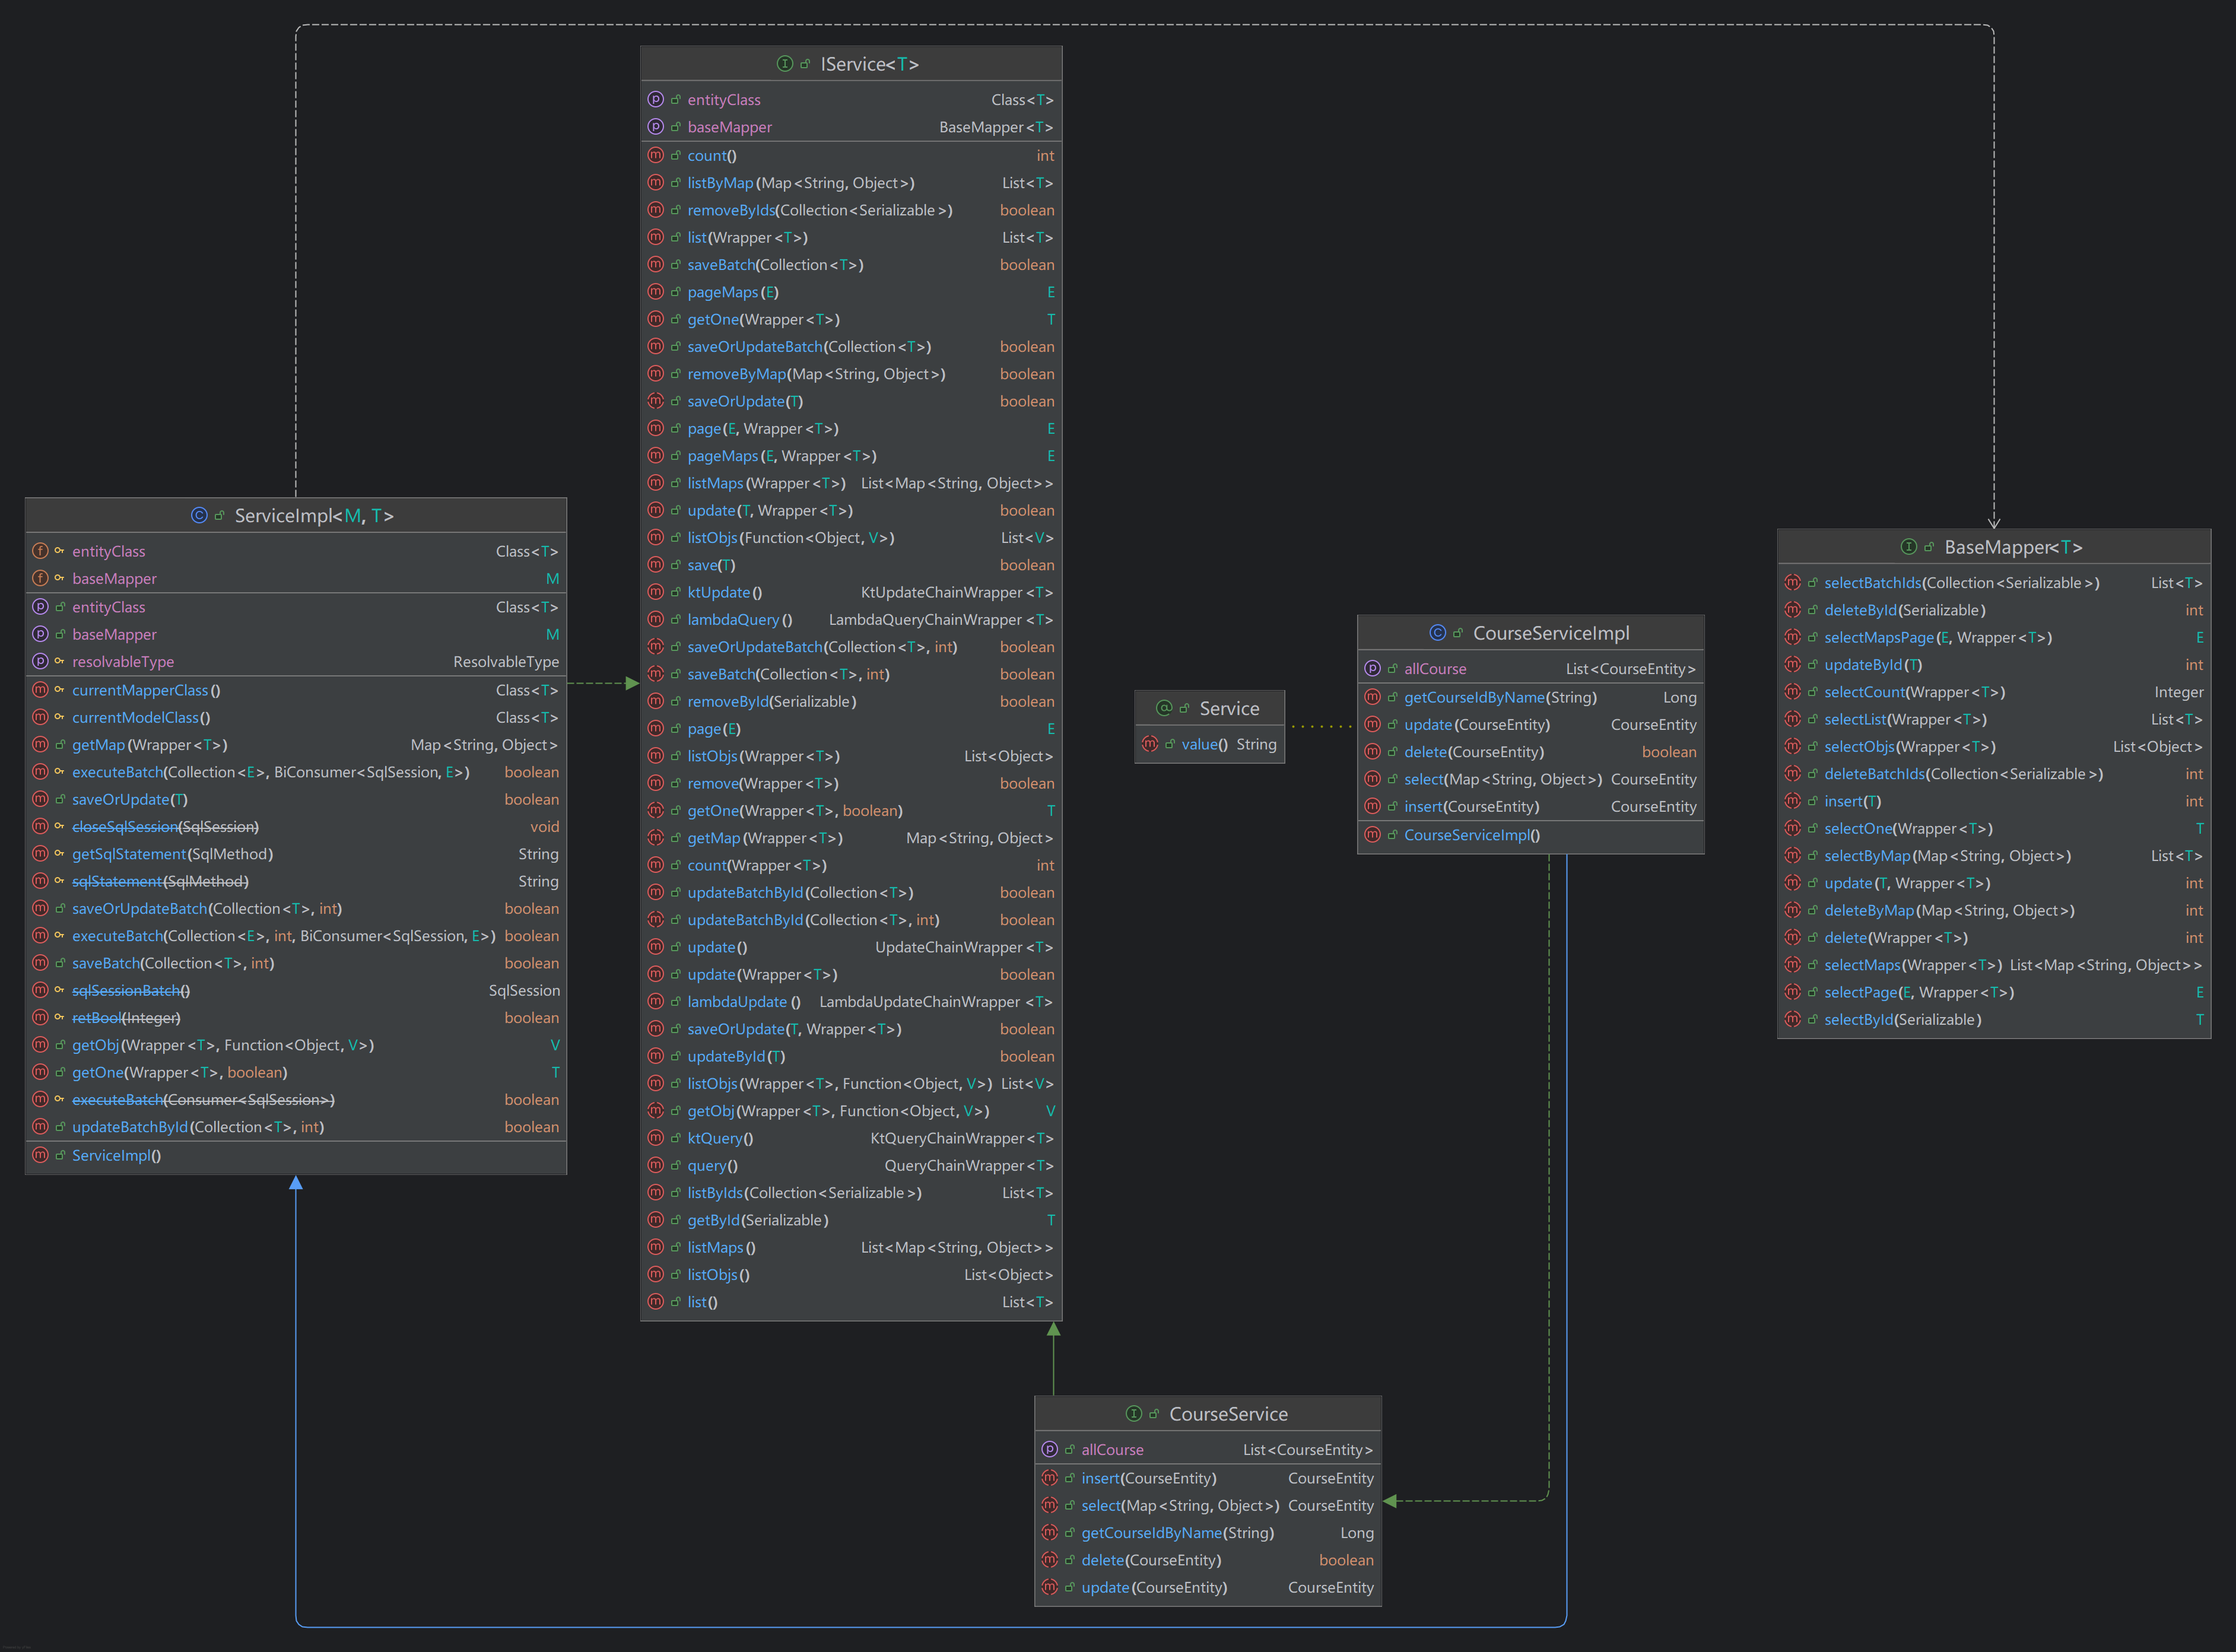 IService<T>
entityClass Class<T>
baseMapper BaseMapper<T>
count() int
listByMap(Map<String, Object>) List<T>
removeByIds(Collection<Serializable>) boolean
list(Wrapper<T>) List<T>
saveBatch(Collection<T>) boolean
pageMaps(E) E
getOne(Wrapper<T>) T
saveOrUpdateBatch(Collection<T>) boolean
removeByMap(Map<String, Object>) boolean
saveOrUpdate(T) boolean
page(E, Wrapper<T>) E
pageMaps(E, Wrapper<T>) E
listMaps(Wrapper<T>) List<Map<String, Object>>
update(T, Wrapper<T>) boolean
listObjs(Function<Object, V>) List<V>
save(T) boolean
ktUpdate() KtUpdateChainWrapper<T>
lambdaQuery() LambdaQueryChainWrapper<T>
saveOrUpdateBatch(Collection<T>, int) boolean
saveBatch(Collection<T>, int) boolean
removeById(Serializable) boolean
page(E) E
listObjs(Wrapper<T>) List<Object>
remove(Wrapper<T>) boolean
getOne(Wrapper<T>, boolean) T
getMap(Wrapper<T>) Map<String, Object>
count(Wrapper<T>) int
updateBatchById(Collection<T>) boolean
updateBatchById(Collection<T>, int) boolean
update() UpdateChainWrapper<T>
update(Wrapper<T>) boolean
lambdaUpdate() LambdaUpdateChainWrapper<T>
saveOrUpdate(T, Wrapper<T>) boolean
updateById(T) boolean
listObjs(Wrapper<T>, Function<Object, V>) List<V>
getObj(Wrapper<T>, Function<Object, V>) V
ktQuery() KtQueryChainWrapper<T>
query() QueryChainWrapper<T>
listByIds(Collection<Serializable>) List<T>
getById(Serializable) T
listMaps() List<Map<String, Object>>
listObjs() List<Object>
list() List<T>
ServiceImpl<M, T>
entityClass Class<T>
baseMapper M
entityClass Class<T>
baseMapper M
resolvableType ResolvableType
currentMapperClass() Class<T>
currentModelClass() Class<T>
getMap(Wrapper<T>) Map<String, Object>
executeBatch(Collection<E>, BiConsumer<SqlSession, E>) boolean
saveOrUpdate(T) boolean
closeSqlSession(SqlSession) void
getSqlStatement(SqlMethod) String
sqlStatement(SqlMethod) String
saveOrUpdateBatch(Collection<T>, int) boolean
executeBatch(Collection<E>, int, BiConsumer<SqlSession, E>) boolean
saveBatch(Collection<T>, int) boolean
sqlSessionBatch() SqlSession
retBool(Integer) boolean
getObj(Wrapper<T>, Function<Object, V>) V
getOne(Wrapper<T>, boolean) T
executeBatch(Consumer<SqlSession>) boolean
updateBatchById(Collection<T>, int) boolean
ServiceImpl()
Service
value() String
CourseServiceImpl
allCourse List<CourseEntity>
getCourseIdByName(String) Long
update(CourseEntity) CourseEntity
delete(CourseEntity) boolean
select(Map<String, Object>) CourseEntity
insert(CourseEntity) CourseEntity
CourseServiceImpl()
BaseMapper<T>
selectBatchIds(Collection<Serializable>) List<T>
deleteById(Serializable) int
selectMapsPage(E, Wrapper<T>) E
updateById(T) int
selectCount(Wrapper<T>) Integer
selectList(Wrapper<T>) List<T>
selectObjs(Wrapper<T>) List<Object>
deleteBatchIds(Collection<Serializable>) int
insert(T) int
selectOne(Wrapper<T>) T
selectByMap(Map<String, Object>) List<T>
update(T, Wrapper<T>) int
deleteByMap(Map<String, Object>) int
delete(Wrapper<T>) int
selectMaps(Wrapper<T>) List<Map<String, Object>>
selectPage(E, Wrapper<T>) E
selectById(Serializable) T
CourseService
allCourse List<CourseEntity>
insert(CourseEntity) CourseEntity
select(Map<String, Object>) CourseEntity
getCourseIdByName(String) Long
delete(CourseEntity) boolean
update(CourseEntity) CourseEntity